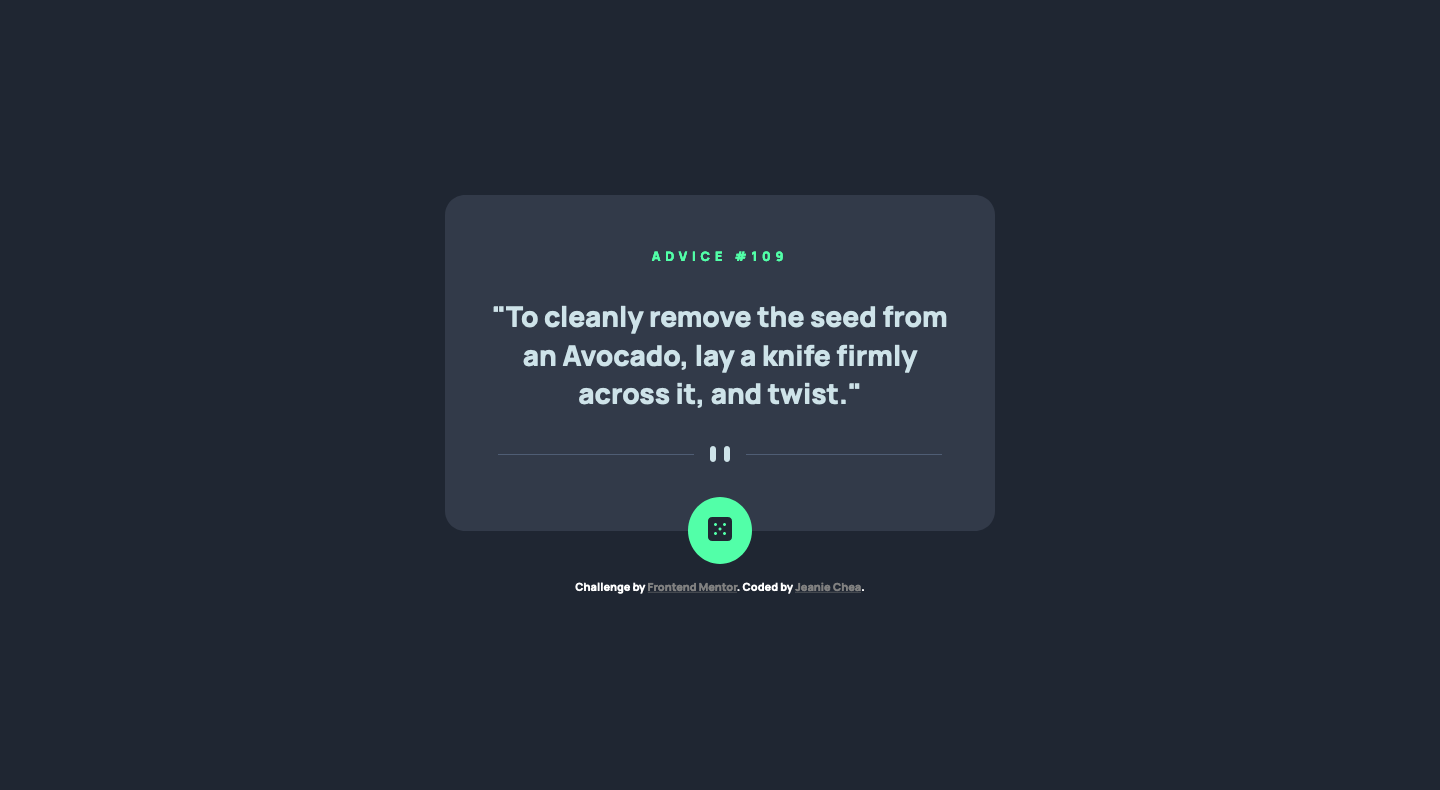 ADVICE #109
"To cleanly remove the seed from
an Avocado, lay a knife firmly
across it, and twist."
Challenge by Frontend Mentor. Coded by Jeanie Chea.